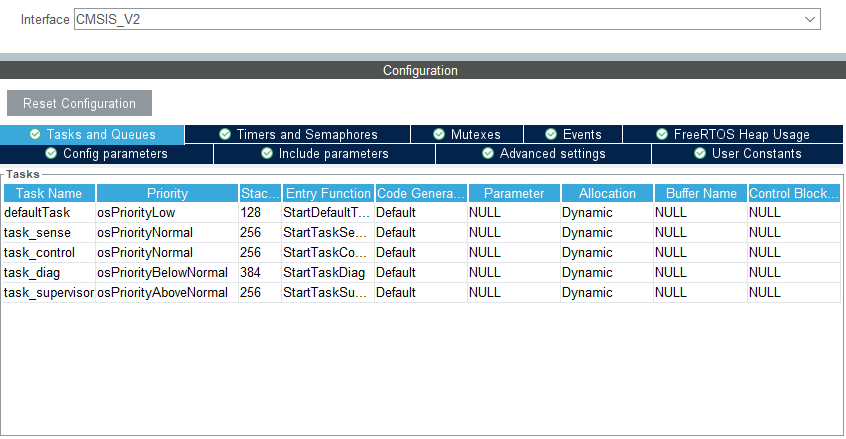 Interface CMSIS_V2
Configuration
Reset Configuration
Tasks and Queues Timers and Semaphores Mutexes Events FreeRTOS Heap Usage
Config parameters Include parameters Advanced settings User Constants
Tasks
Task Name Priority Stac... Entry Function Code Genera... Parameter Allocation Buffer Name Control Block...
defaultTask osPriorityLow 128 StartDefaultT... Default NULL Dynamic NULL NULL
task_sense osPriorityNormal 256 StartTaskSe... Default NULL Dynamic NULL NULL
task_control osPriorityNormal 256 StartTaskCo... Default NULL Dynamic NULL NULL
task_diag osPriorityBelowNormal 384 StartTaskDiag Default NULL Dynamic NULL NULL
task_supervisor osPriorityAboveNormal 256 StartTaskSu... Default NULL Dynamic NULL NULL